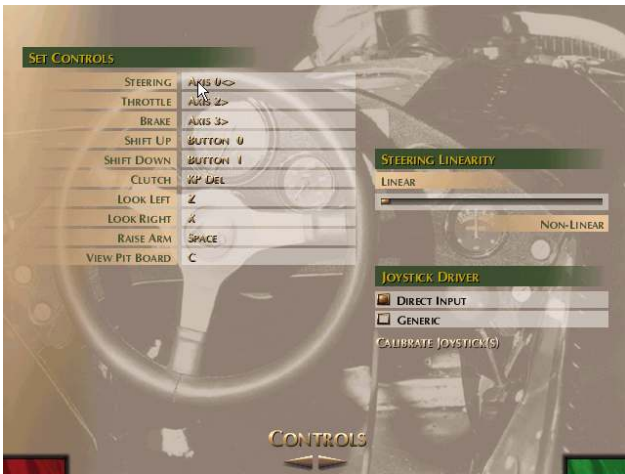 SET CONTROLS
STEERING AXIS 0<>
THROTTLE AXIS 2>
BRAKE AXIS 3>
SHIFT UP BUTTON 0
SHIFT DOWN BUTTON 1
CLUTCH KP DEL
LOOK LEFT Z
LOOK RIGHT X
RAISE ARM SPACE
VIEW PIT BOARD C
STEERING LINEARITY
LINEAR
NON-LINEAR
JOYSTICK DRIVER
DIRECT INPUT
GENERIC
CALIBRATE JOYSTICK(S)
CONTROLS